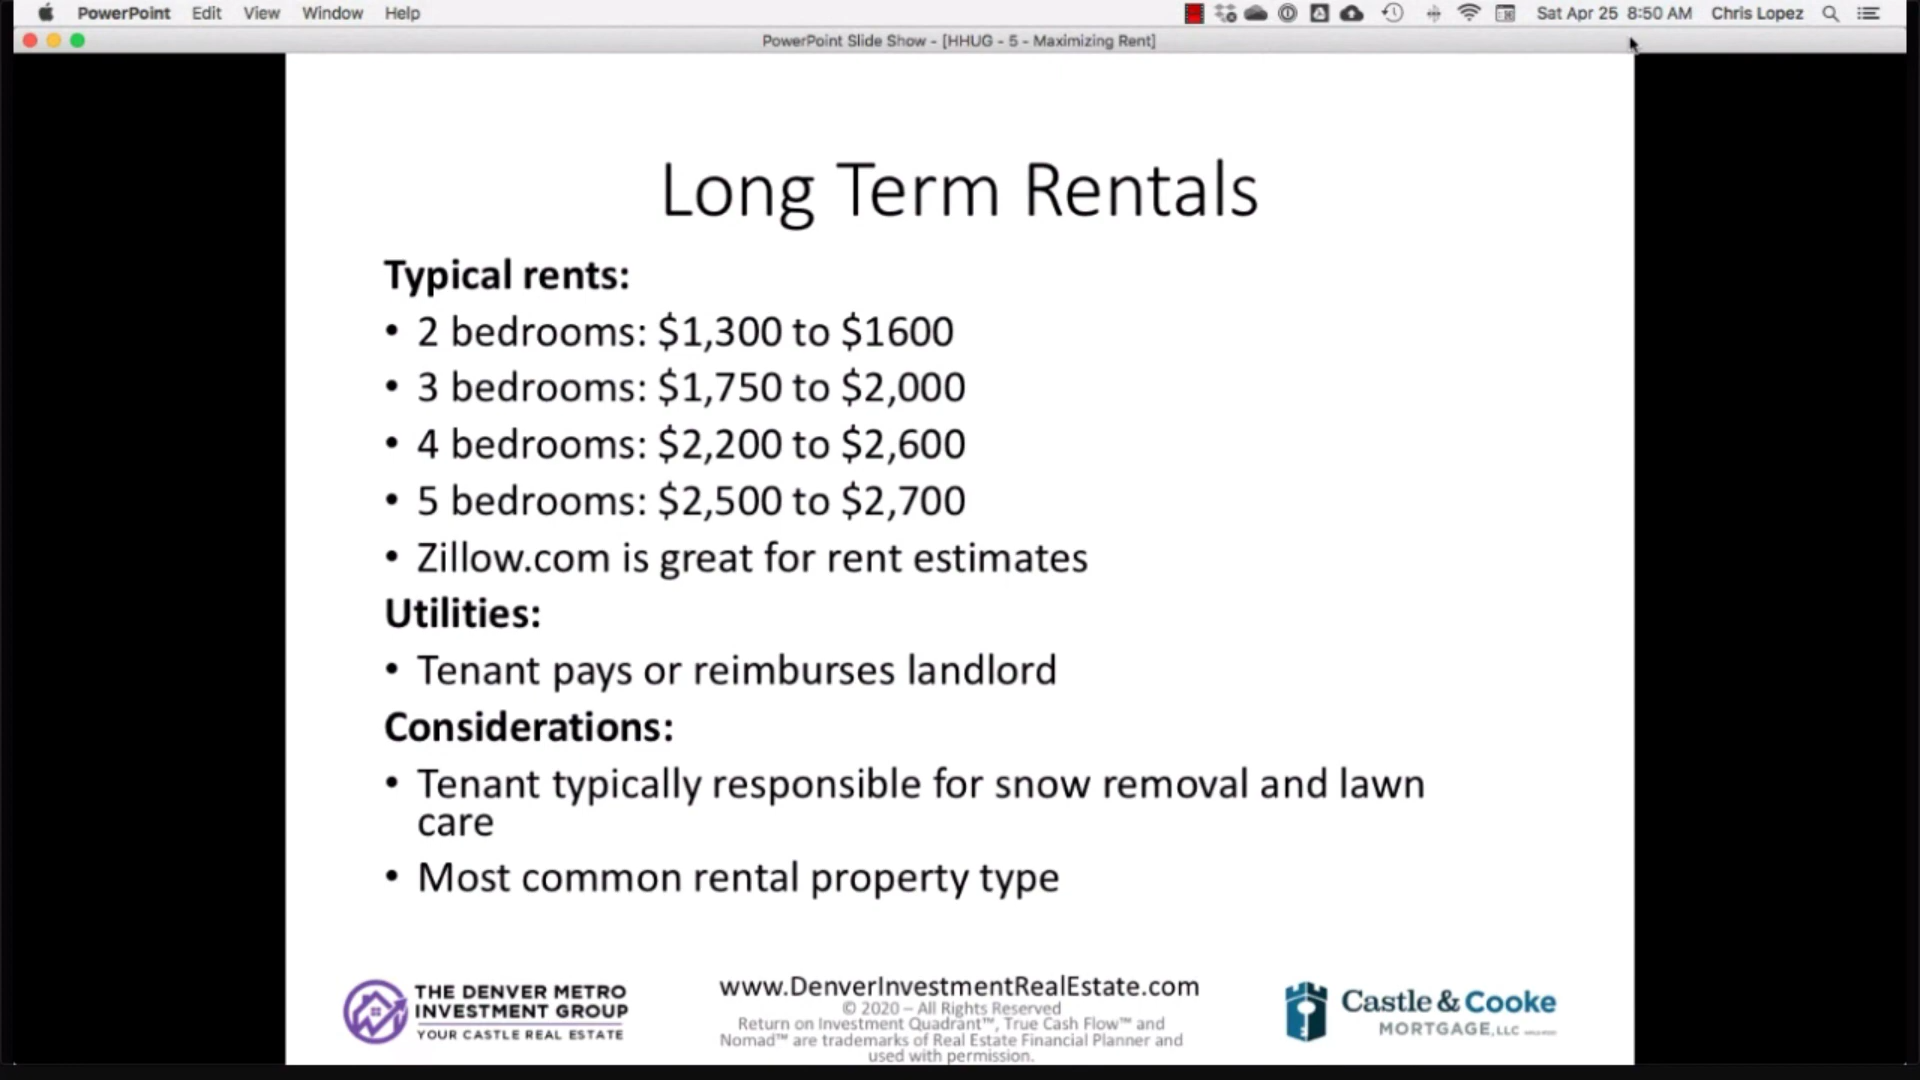 PowerPoint Edit View Window Help Sat Apr 25 8:50 AM Chris Lopez
PowerPoint Slide Show - [HHUG - 5 - Maximizing Rent]
Long Term Rentals
Typical rents:
• 2 bedrooms: $1,300 to $1600
• 3 bedrooms: $1,750 to $2,000
• 4 bedrooms: $2,200 to $2,600
• 5 bedrooms: $2,500 to $2,700
• Zillow.com is great for rent estimates
Utilities:
• Tenant pays or reimburses landlord
Considerations:
• Tenant typically responsible for snow removal and lawn
care
• Most common rental property type
THE DENVER METRO
INVESTMENT GROUP
YOUR CASTLE REAL ESTATE
www.DenverInvestmentRealEstate.com
© 2020 – All Rights Reserved
Return on Investment Quadrant™, True Cash Flow™ and
Nomad™ are trademarks of Real Estate Financial Planner and
used with permission.
Castle & Cooke
MORTGAGE, LLC